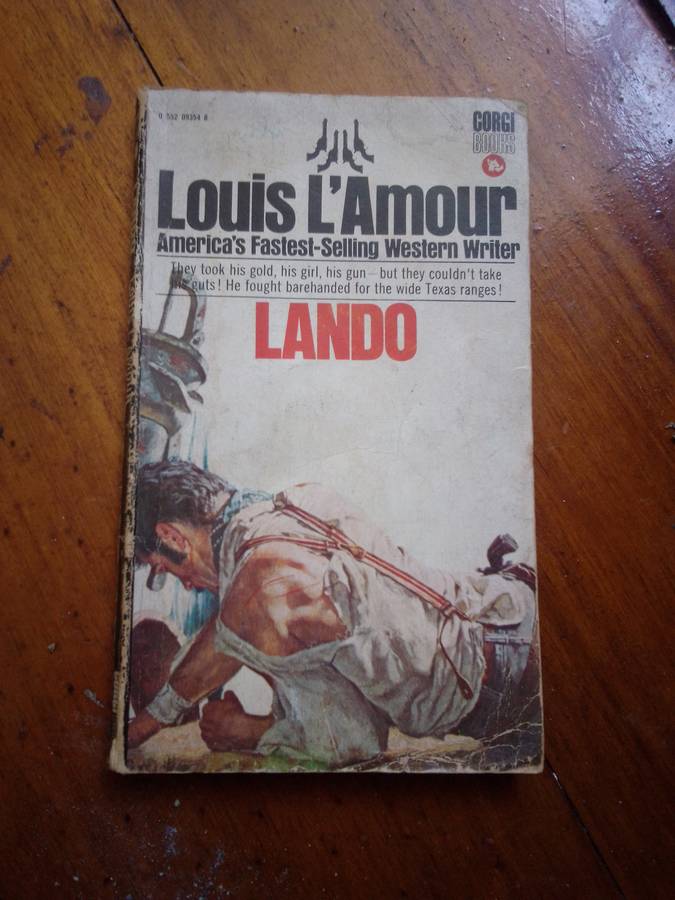 0 552 09354 8
CORGI
BOOKS
Louis L'Amour
America's Fastest-Selling Western Writer
They took his gold, his girl, his gun—but they couldn't take
his guts! He fought barehanded for the wide Texas ranges!
LANDO